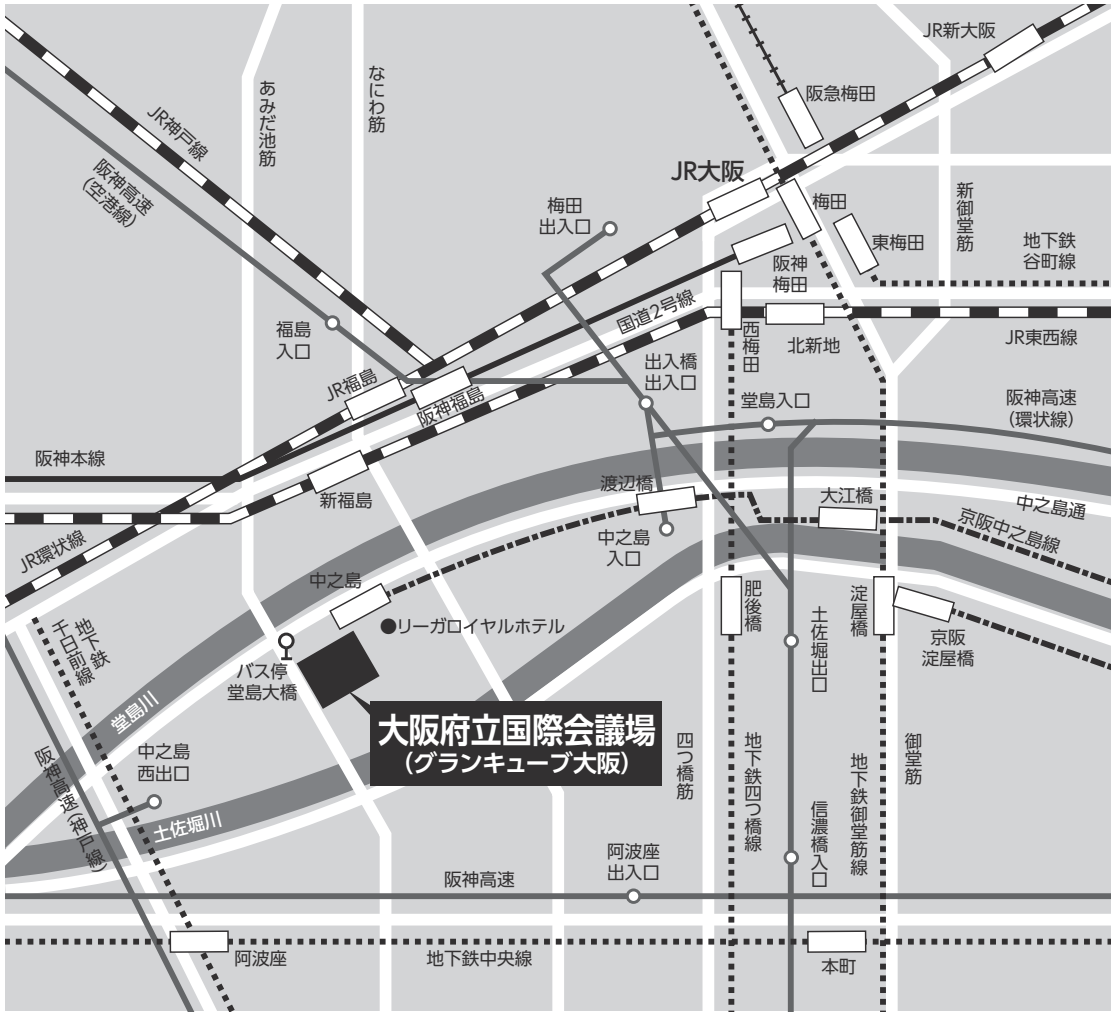 JR新大阪
阪急梅田
なにわ筋
あみだ池筋
JR神戸線
阪神高速
(空港線)
JR大阪
梅田
新御堂筋
梅田
出入口
東梅田
地下鉄
谷町線
阪神
梅田
国道2号線
福島
入口
西梅田
北新地
JR東西線
出入橋
出入口
JR福島
阪神福島
堂島入口
阪神高速
(環状線)
阪神本線
新福島
渡辺橋
大江橋
中之島通
京阪中之島線
中之島
入口
JR環状線
中之島
肥後橋
淀屋橋
土佐堀出口
●リーガロイヤルホテル
京阪
淀屋橋
地下鉄
千日前線
バス停
堂島大橋
堂島川
大阪府立国際会議場
(グランキューブ大阪)
四つ橋筋
地下鉄四つ橋線
地下鉄御堂筋線
御堂筋
中之島
西出口
阪神高速(神戸線)
土佐堀川
信濃橋入口
阿波座
出入口
阪神高速
阿波座
地下鉄中央線
本町